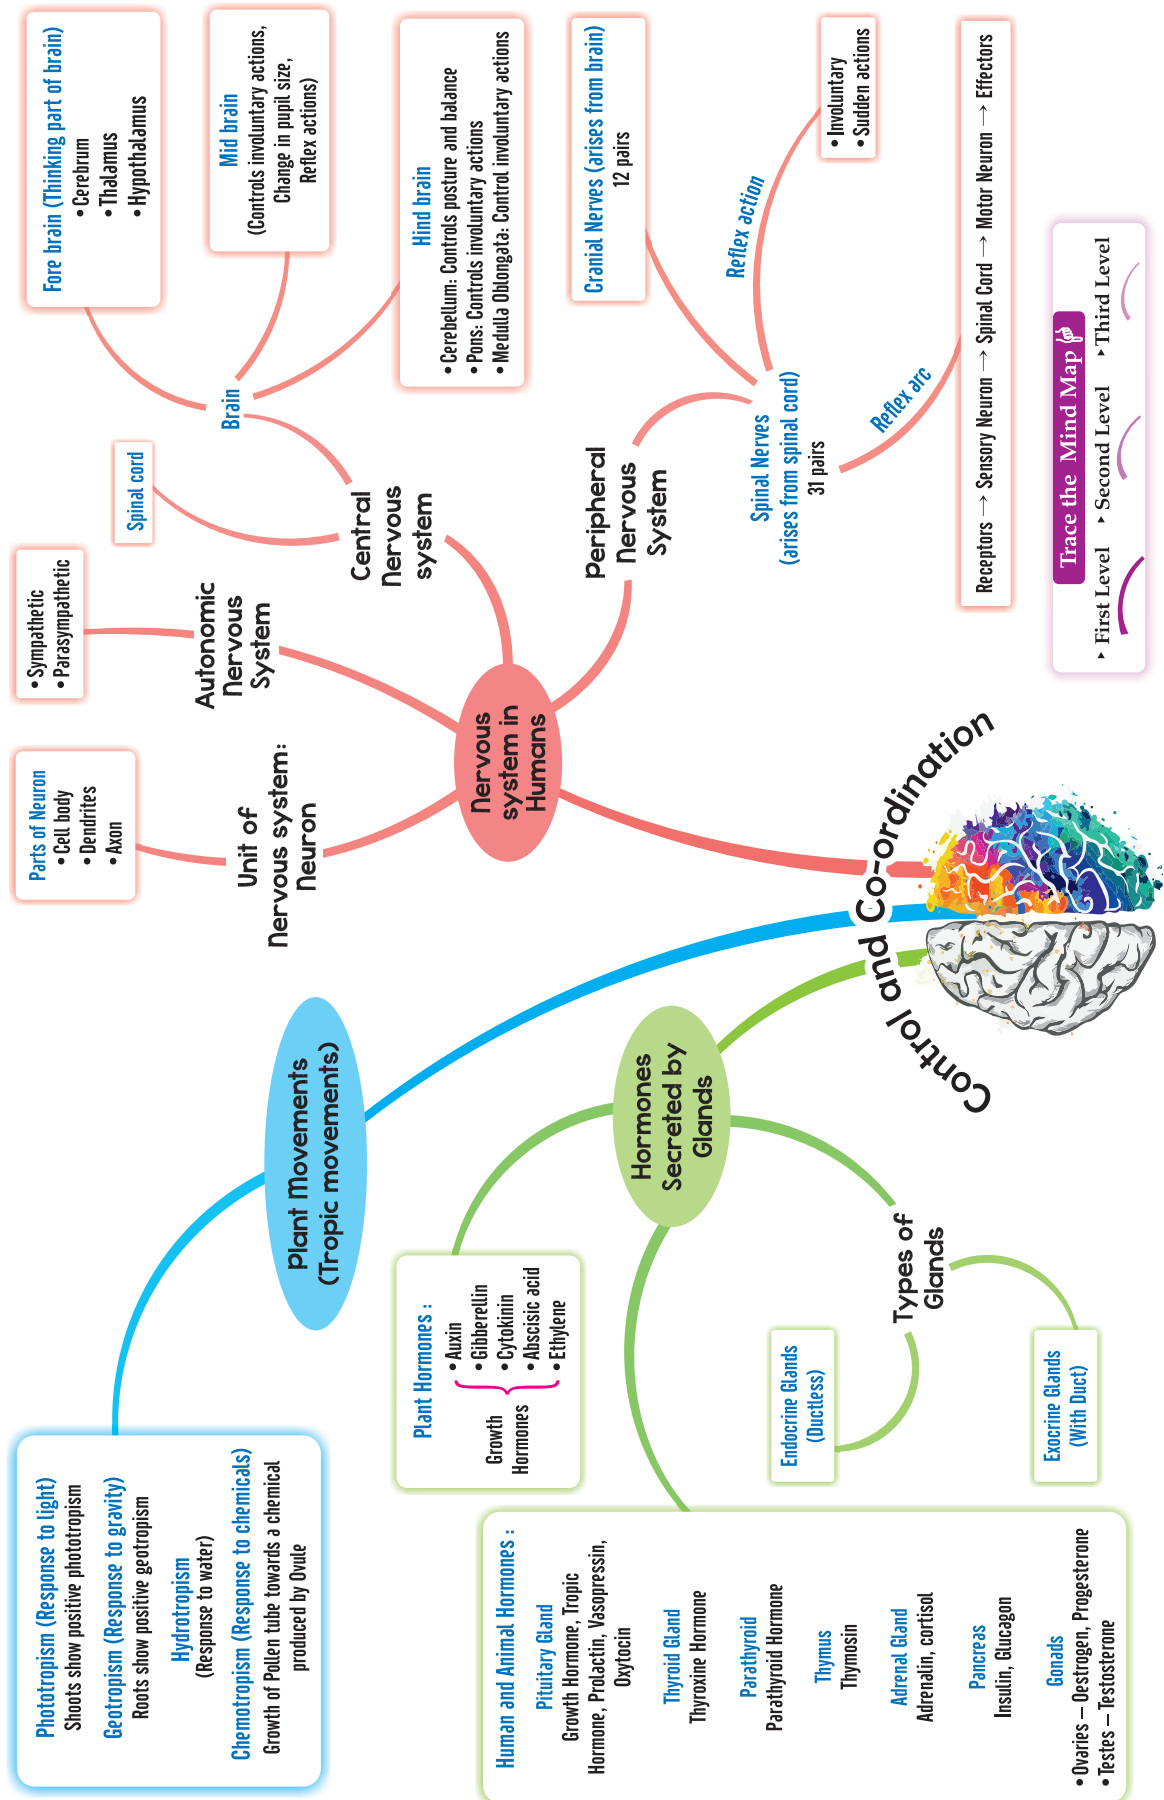 Control and Co-ordination
Nervous
system in
Humans
Unit of
Nervous system:
Neuron
Parts of Neuron
• Cell body
• Dendrites
• Axon
Autonomic
Nervous
System
• Sympathetic
• Parasympathetic
Central
Nervous
system
Spinal cord
Brain
Fore brain (Thinking part of brain)
• Cerebrum
• Thalamus
• Hypothalamus
Mid brain
(Controls involuntary actions,
Change in pupil size,
Reflex actions)
Hind brain
• Cerebellum: Controls posture and balance
• Pons: Controls involuntary actions
• Medulla Oblongata: Control involuntary actions
Peripheral
Nervous
System
Cranial Nerves (arises from brain)
12 pairs
Spinal Nerves
(arises from spinal cord)
31 pairs
Reflex action
• Involuntary
• Sudden actions
Reflex arc
Receptors → Sensory Neuron → Spinal Cord → Motor Neuron → Effectors
Plant Movements
(Tropic movements)
Phototropism (Response to light)
Shoots show positive phototropism
Geotropism (Response to gravity)
Roots show positive geotropism
Hydrotropism
(Response to water)
Chemotropism (Response to chemicals)
Growth of Pollen tube towards a chemical
produced by Ovule
Hormones
Secreted by
Glands
Plant Hormones :
• Auxin
• Gibberellin
• Cytokinin
• Abscisic acid
• Ethylene
Growth
Hormones
Types of
Glands
Endocrine Glands
(Ductless)
Exocrine Glands
(With Duct)
Human and Animal Hormones :
Pituitary Gland
Growth Hormone, Tropic
Hormone, Prolactin, Vasopressin,
Oxytocin
Thyroid Gland
Thyroxine Hormone
Parathyroid
Parathyroid Hormone
Thymus
Thymosin
Adrenal Gland
Adrenalin, cortisol
Pancreas
Insulin, Glucagon
Gonads
• Ovaries – Oestrogen, Progesterone
• Testes – Testosterone
Trace the Mind Map
▸ First Level ▸ Second Level ▸ Third Level